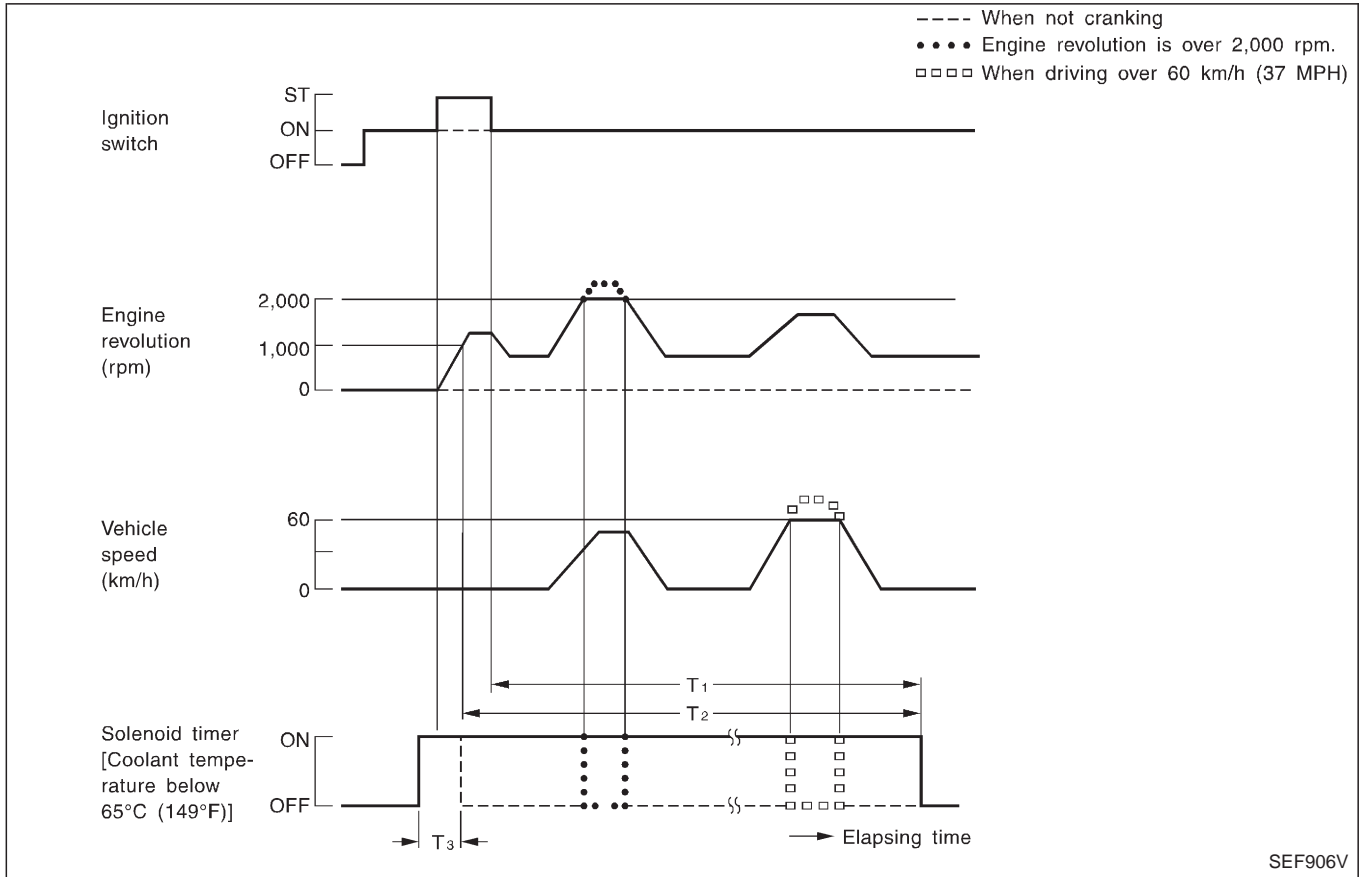 When not cranking
Engine revolution is over 2,000 rpm.
When driving over 60 km/h (37 MPH)
Ignition
switch
ST
ON
OFF
Engine
revolution
(rpm)
2,000
1,000
0
Vehicle
speed
(km/h)
60
0
T1
T2
Solenoid timer
[Coolant tempe-
rature below
65°C (149°F)]
ON
OFF
T3
Elapsing time
SEF906V